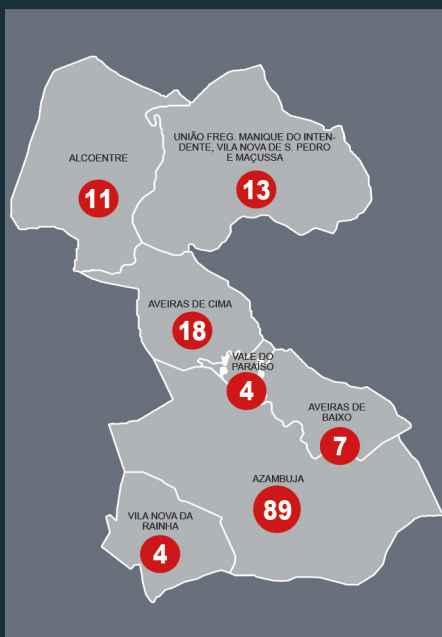 UNIÃO FREG. MANIQUE DO INTEN-
DENTE, VILA NOVA DE S. PEDRO
E MAÇUSSA
13
ALCOENTRE
11
AVEIRAS DE CIMA
18
VALE DO
PARAÍSO
4
AVEIRAS DE
BAIXO
7
AZAMBUJA
89
VILA NOVA DA
RAINHA
4